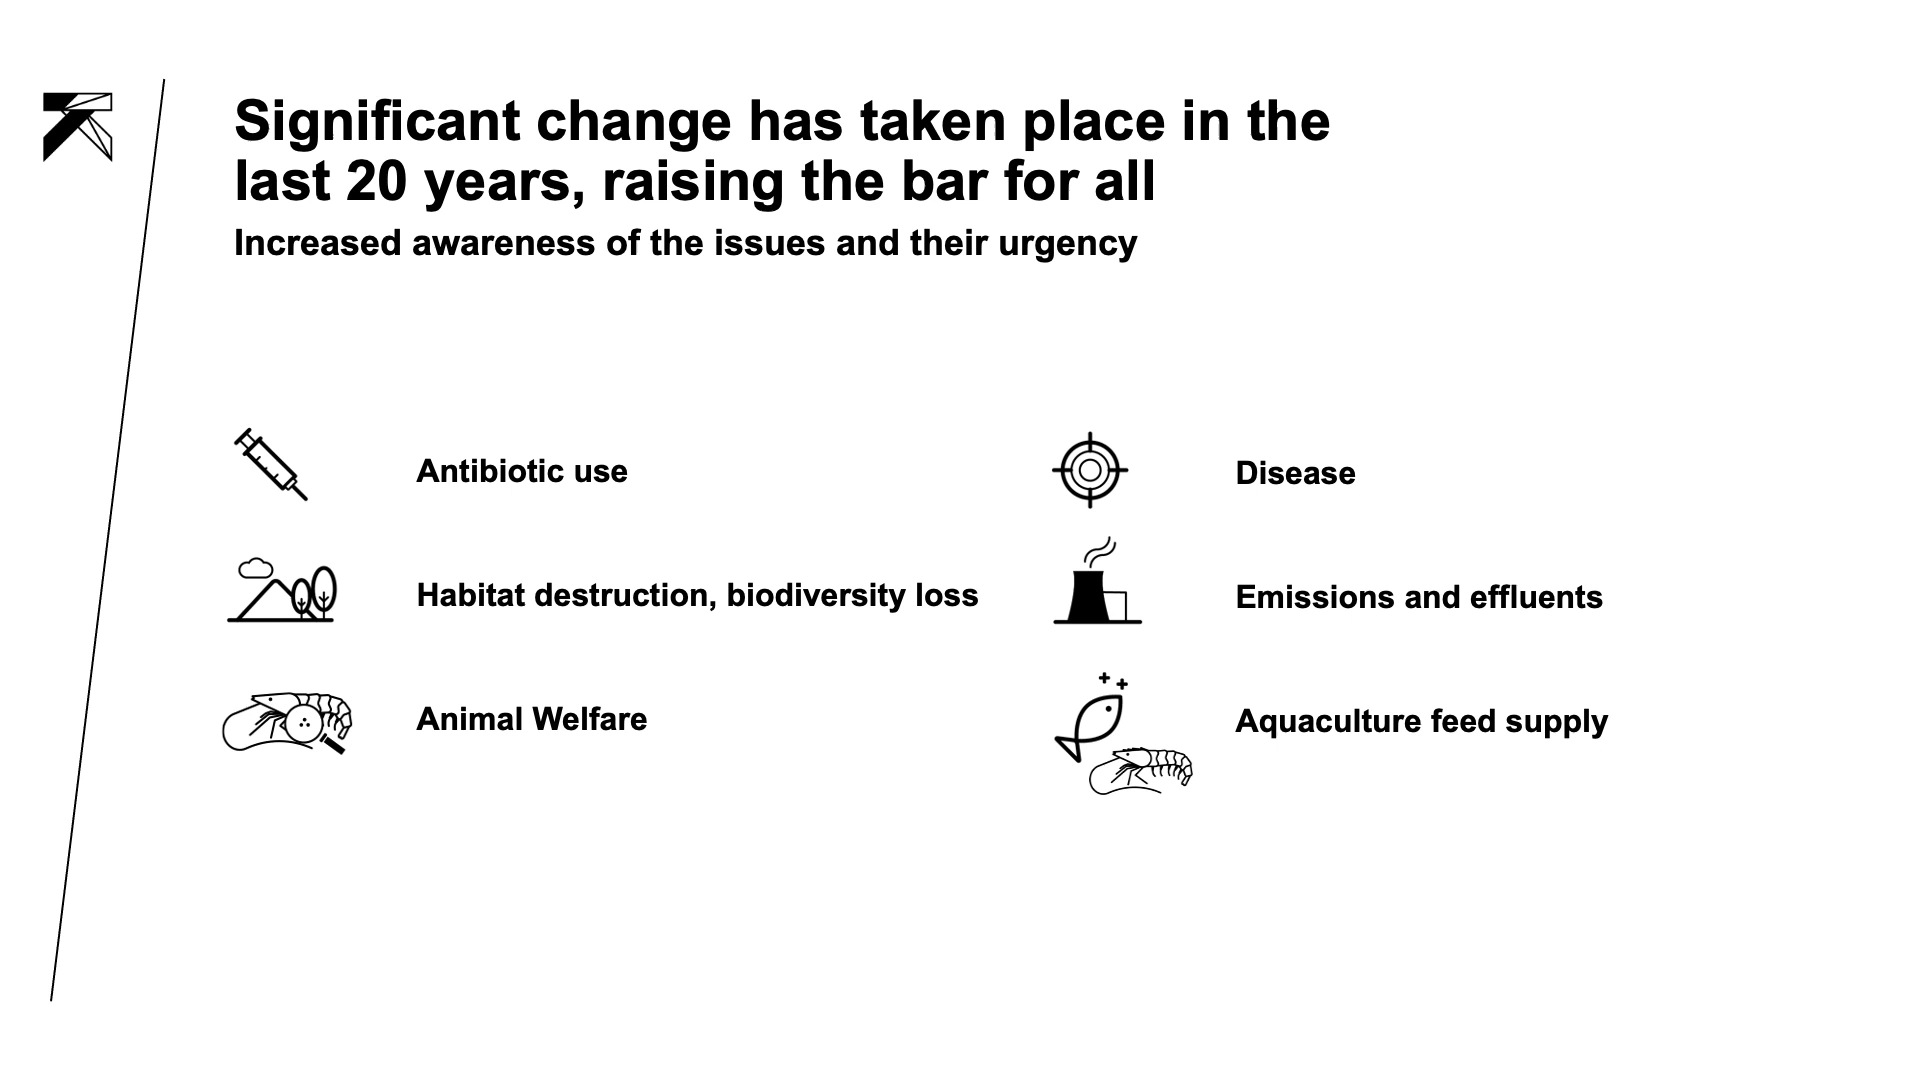 Significant change has taken place in the
last 20 years, raising the bar for all
Increased awareness of the issues and their urgency
Antibiotic use
Disease
Habitat destruction, biodiversity loss
Emissions and effluents
Animal Welfare
Aquaculture feed supply